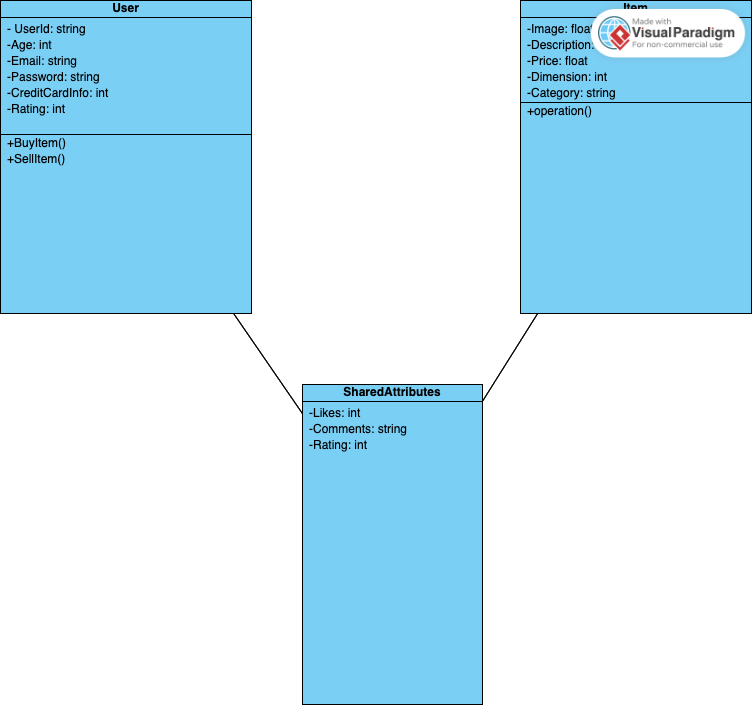 User
- UserId: string
-Age: int
-Email: string
-Password: string
-CreditCardInfo: int
-Rating: int
+BuyItem()
+SellItem()
Item
-Image: float
-Description:
-Price: float
-Dimension: int
-Category: string
+operation()
Made with
VisualParadigm
For non-commercial use
SharedAttributes
-Likes: int
-Comments: string
-Rating: int